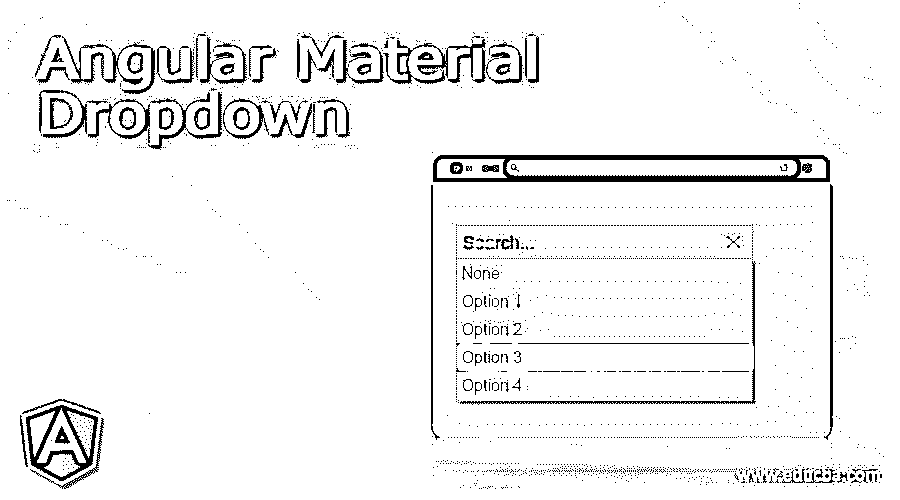 Angular Material
Dropdown
Search...
None
Option 1
Option 2
Option 3
Option 4
www.educba.com